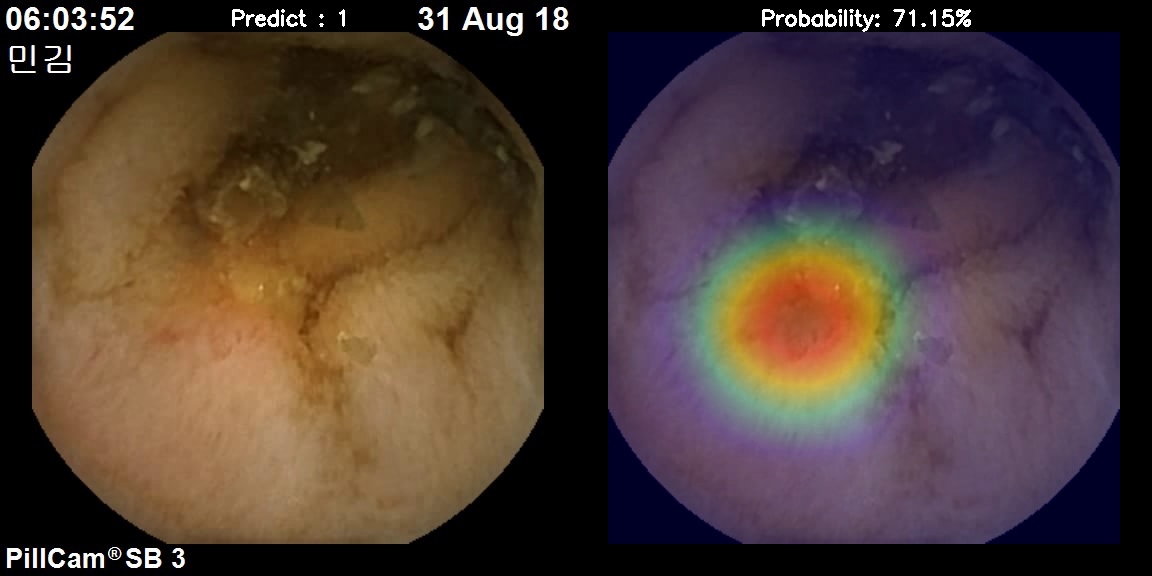 06:03:52
Predict : 1
31 Aug 18
Probability: 71.15%
민김
PillCam® SB 3